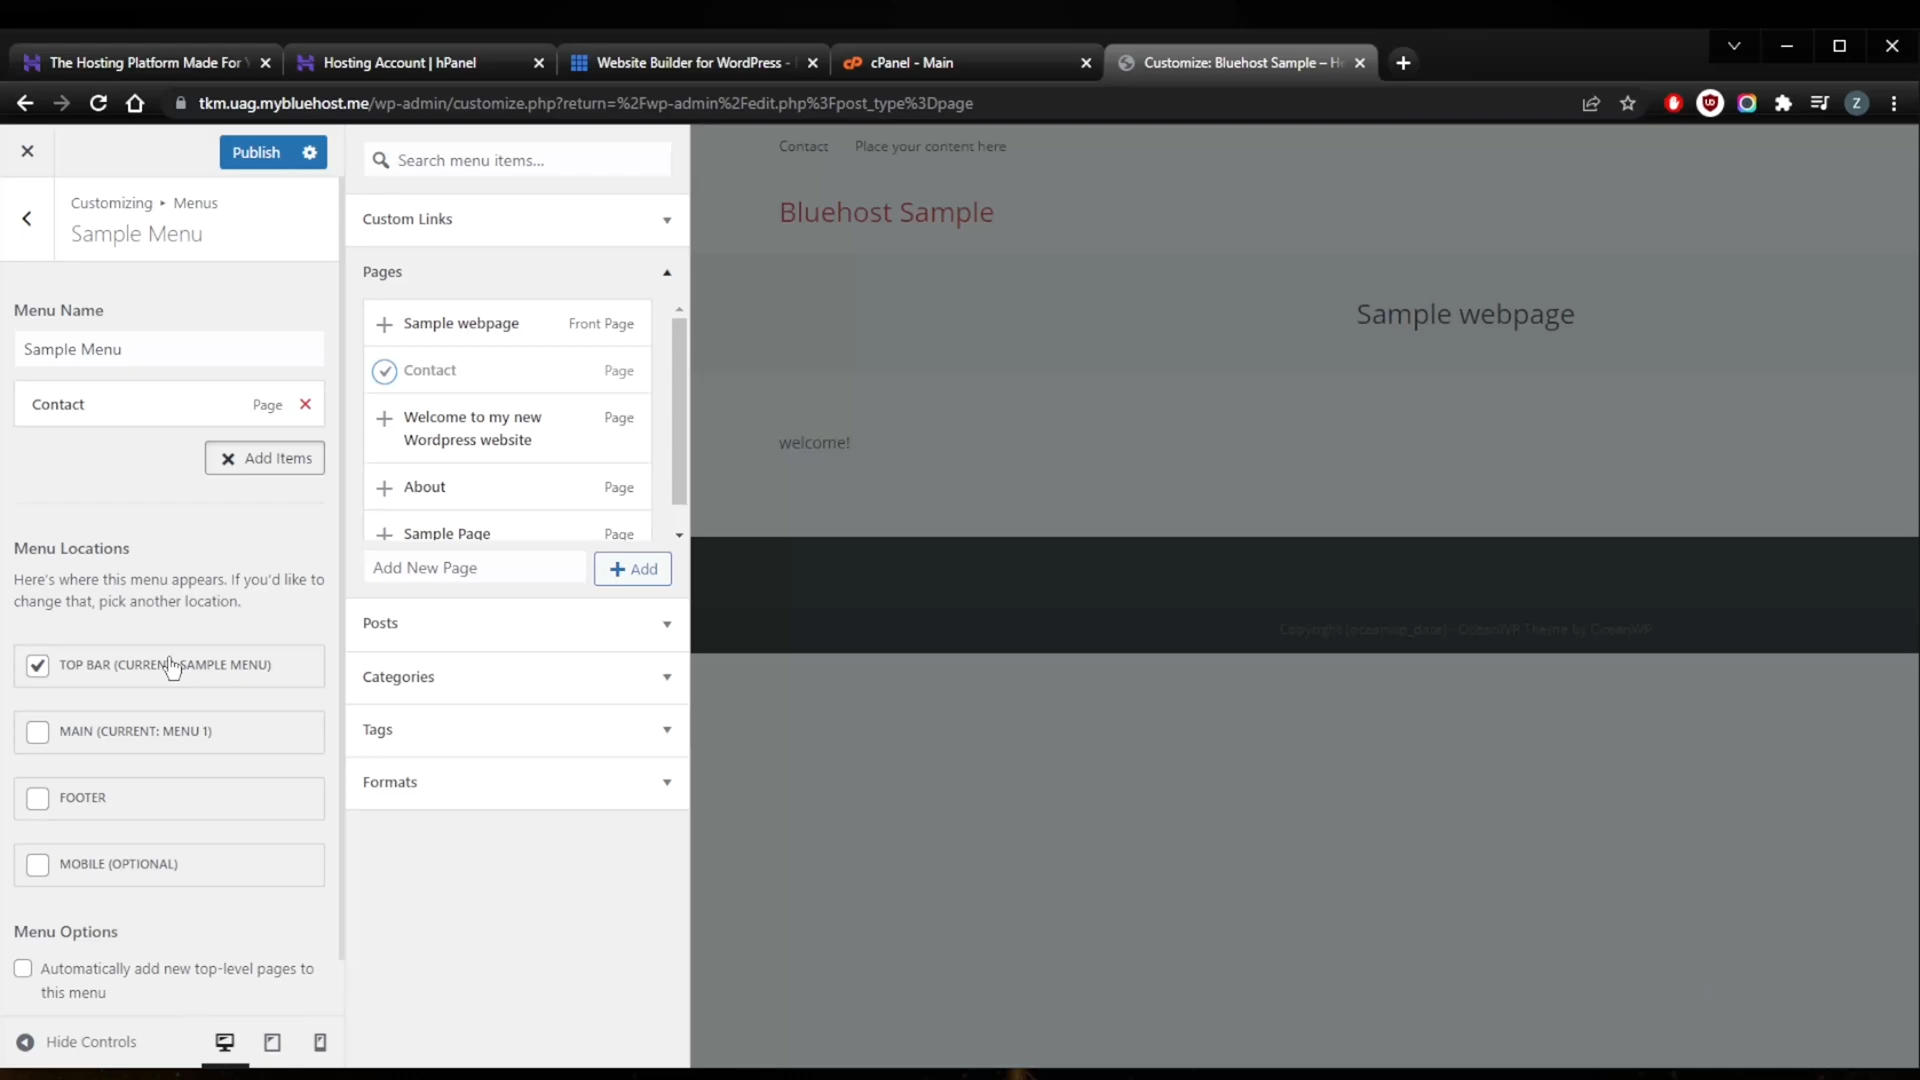 The Hosting Platform Made For Y
Hosting Account | hPanel
Website Builder for WordPress -
cPanel - Main
Customize: Bluehost Sample – H
tkm.uag.mybluehost.me/wp-admin/customize.php?return=%2Fwp-admin%2Fedit.php%3Fpost_type%3Dpage
Z
Publish
Customizing ▸ Menus
Sample Menu
Menu Name
Sample Menu
Contact Page
Add Items
Menu Locations
Here's where this menu appears. If you'd like to
change that, pick another location.
TOP BAR (CURRENT: SAMPLE MENU)
MAIN (CURRENT: MENU 1)
FOOTER
MOBILE (OPTIONAL)
Menu Options
Automatically add new top-level pages to
this menu
Hide Controls
Search menu items...
Custom Links
Pages
Sample webpage Front Page
Contact Page
Welcome to my new Page
Wordpress website
About Page
Sample Page Page
Add New Page
Add
Posts
Categories
Tags
Formats
Contact Place your content here
Bluehost Sample
Sample webpage
welcome!
Copyright [oceanwp_date] - OceanWP Theme by OceanWP